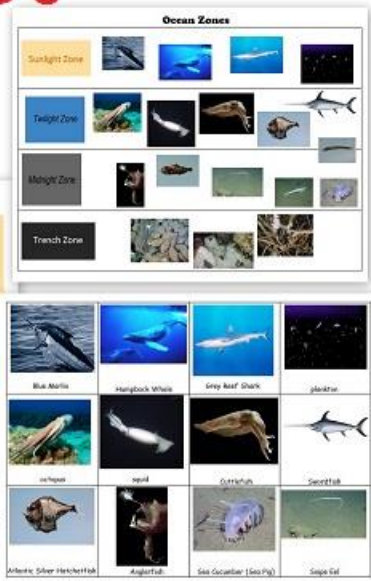 Ocean Zones
Sunlight Zone
Twilight Zone
Midnight Zone
Trench Zone
Blue Marlin
Humpback Whale
Grey Reef Shark
plankton
octopus
squid
Cuttlefish
Swordfish
Atlantic Silver Hatchetfish
Anglerfish
Sea Cucumber (Sea Pig)
Snipe Eel